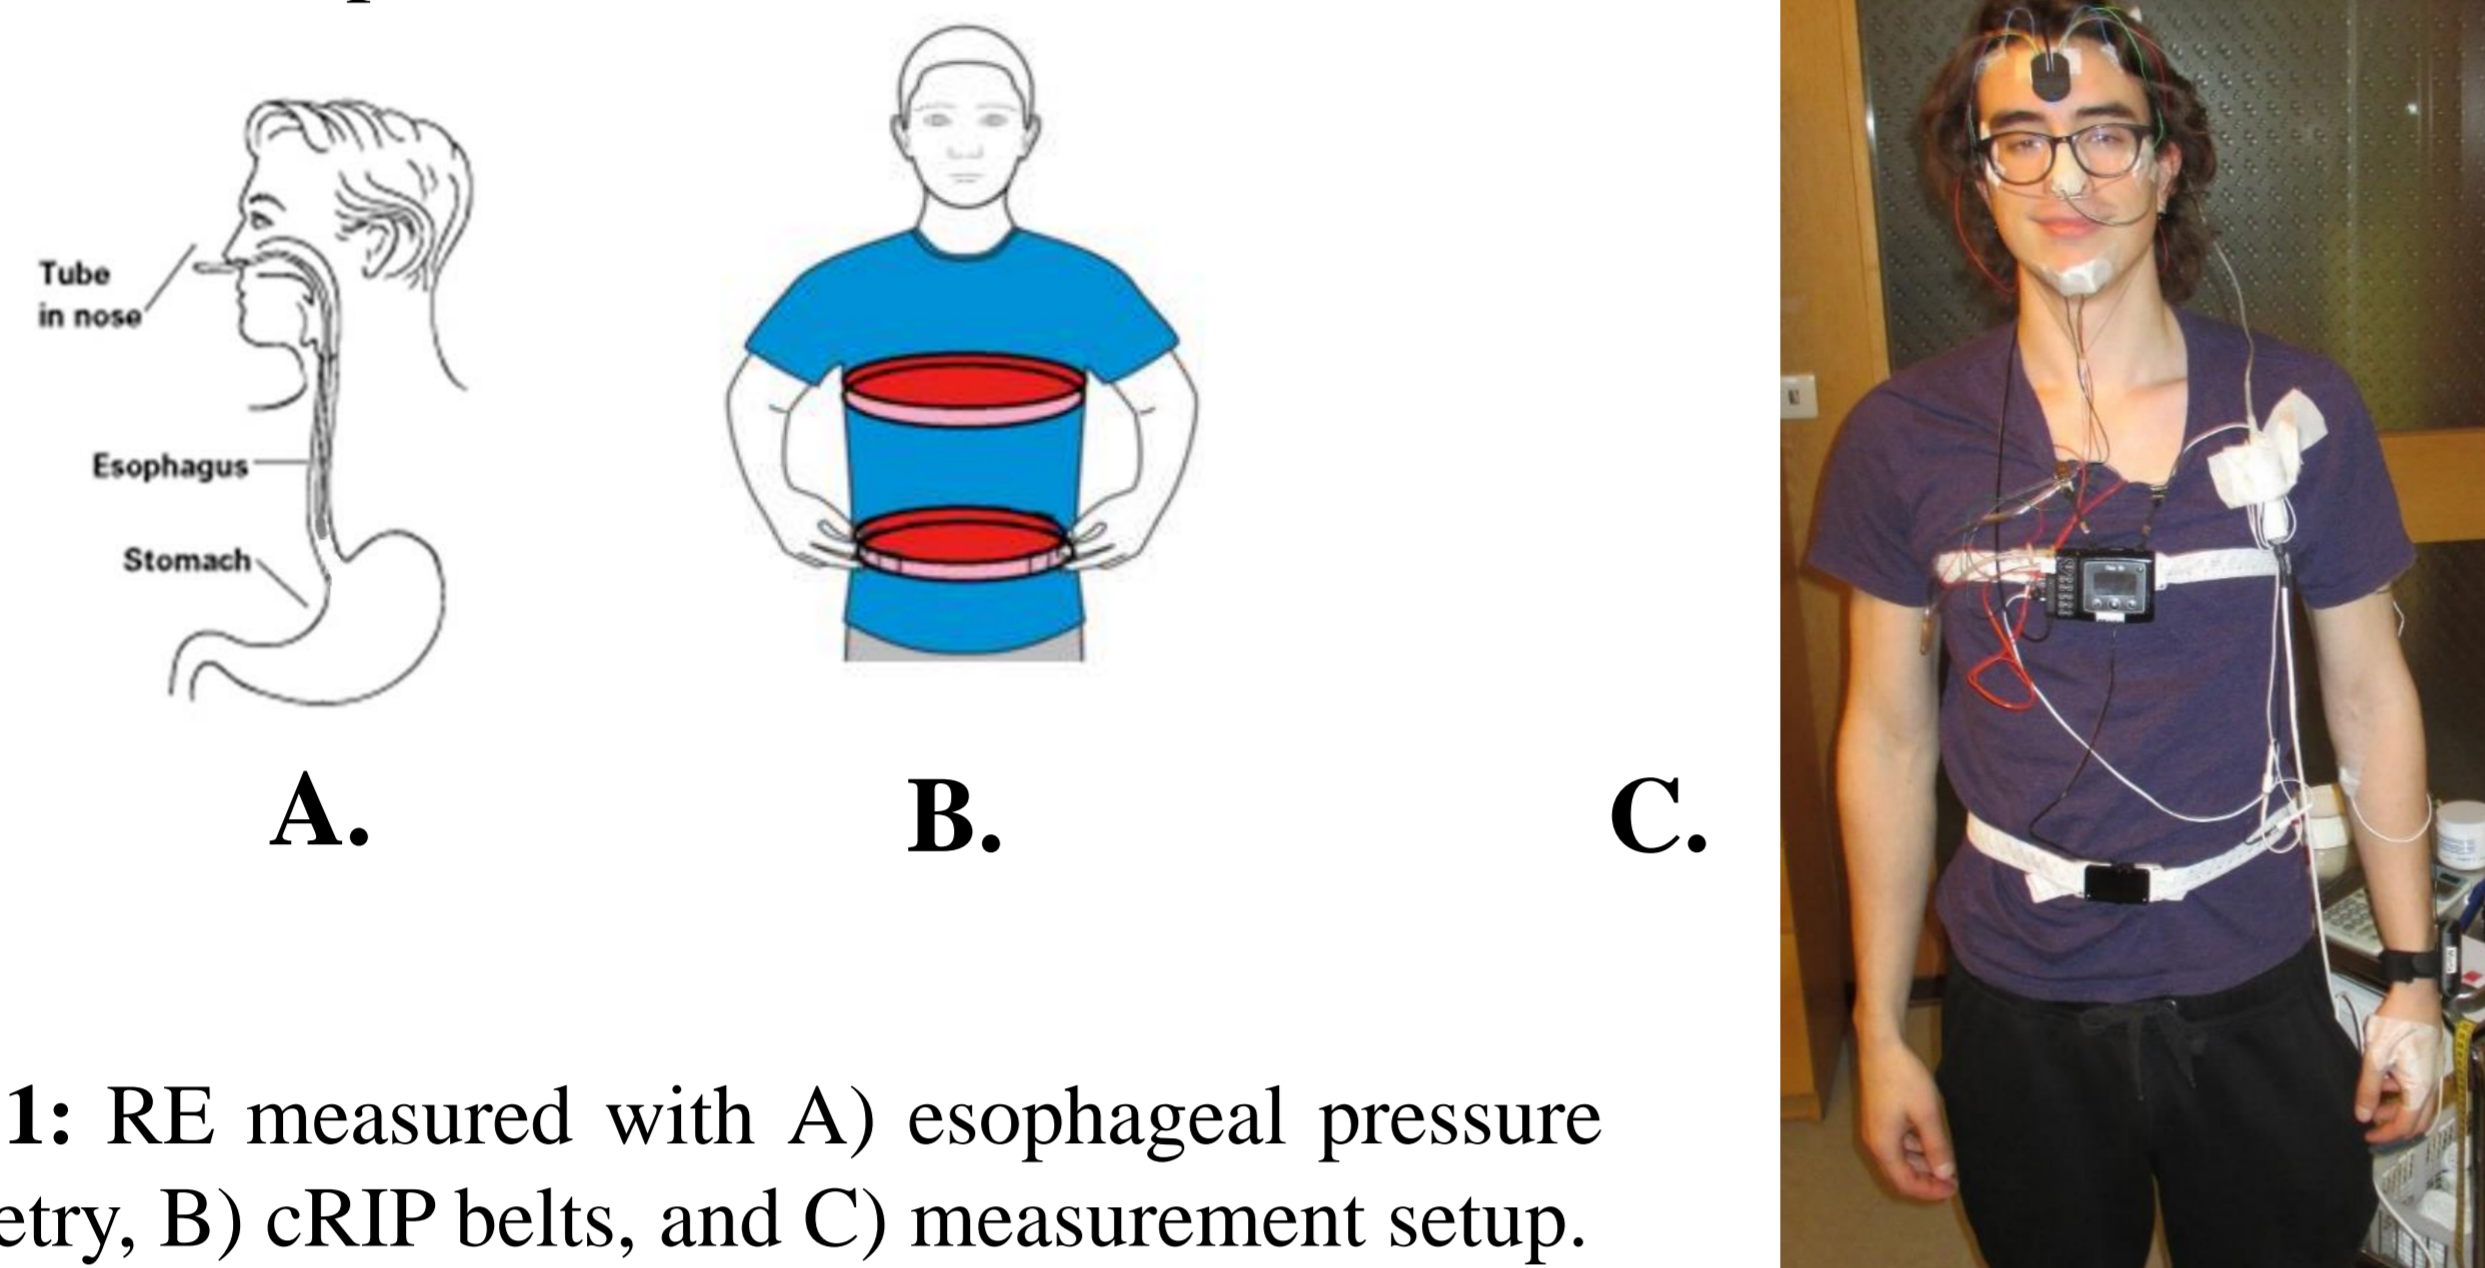 Tube
in nose
Esophagus
Stomach
A.
B.
C.
1: RE measured with A) esophageal pressure
etry, B) cRIP belts, and C) measurement setup.